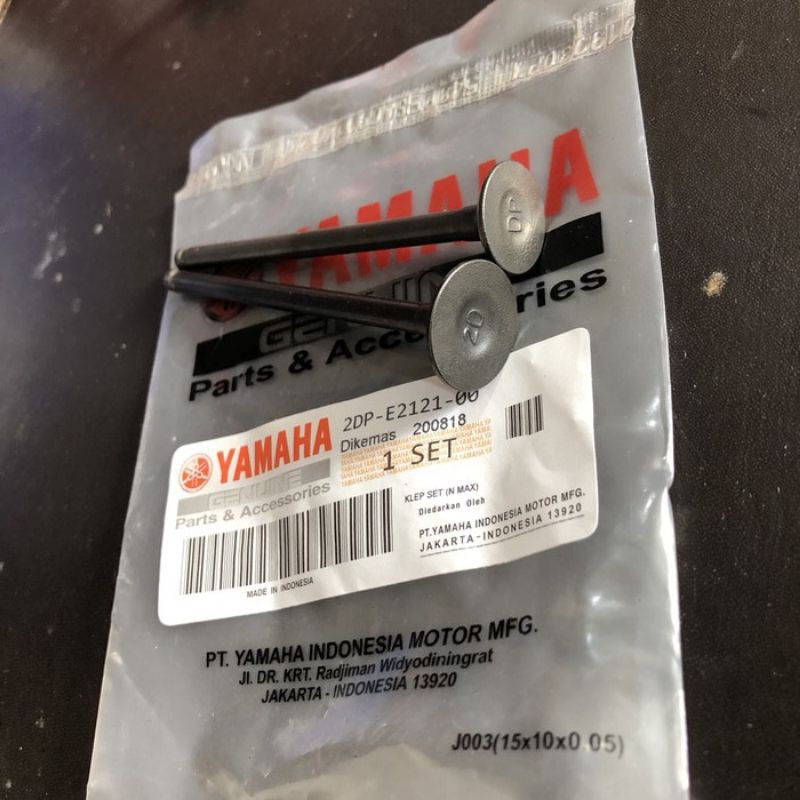 YAMAHA
GENUINE
Parts & Accessories
DP
20
2DP-E2121-00
Dikemas 200818
1 SET
YAMAHA
GENUINE
Parts & Accessories
KLEP SET (N MAX)
Diedarkan Oleh
PT.YAMAHA INDONESIA MOTOR MFG.
JAKARTA-INDONESIA 13920
MADE IN INDONESIA
PT. YAMAHA INDONESIA MOTOR MFG.
Jl. DR. KRT. Radjiman Widyodiningrat
JAKARTA - INDONESIA 13920
J003(15x10x0.05)